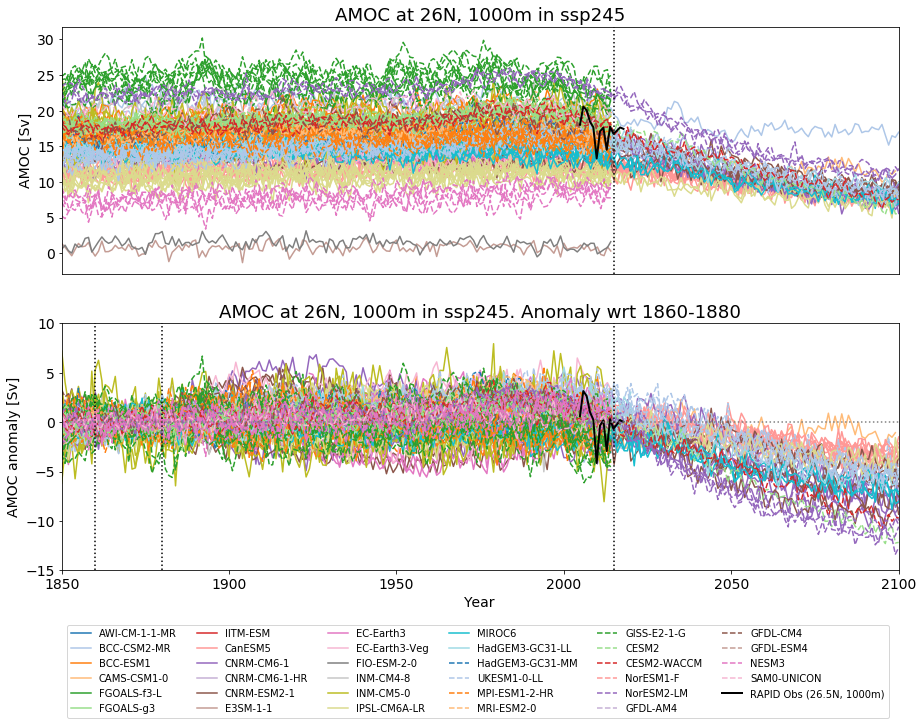 AMOC at 26N, 1000m in ssp245
AMOC [Sv]
30
25
20
15
10
5
0
AMOC at 26N, 1000m in ssp245. Anomaly wrt 1860-1880
AMOC anomaly [Sv]
10
5
0
−5
−10
−15
1850 1900 1950 2000 2050 2100
Year
AWI-CM-1-1-MR IITM-ESM EC-Earth3 MIROC6 GISS-E2-1-G GFDL-CM4
BCC-CSM2-MR CanESM5 EC-Earth3-Veg HadGEM3-GC31-LL CESM2 GFDL-ESM4
BCC-ESM1 CNRM-CM6-1 FIO-ESM-2-0 HadGEM3-GC31-MM CESM2-WACCM NESM3
CAMS-CSM1-0 CNRM-CM6-1-HR INM-CM4-8 UKESM1-0-LL NorESM1-F SAM0-UNICON
FGOALS-f3-L CNRM-ESM2-1 INM-CM5-0 MPI-ESM1-2-HR NorESM2-LM RAPID Obs (26.5N, 1000m)
FGOALS-g3 E3SM-1-1 IPSL-CM6A-LR MRI-ESM2-0 GFDL-AM4